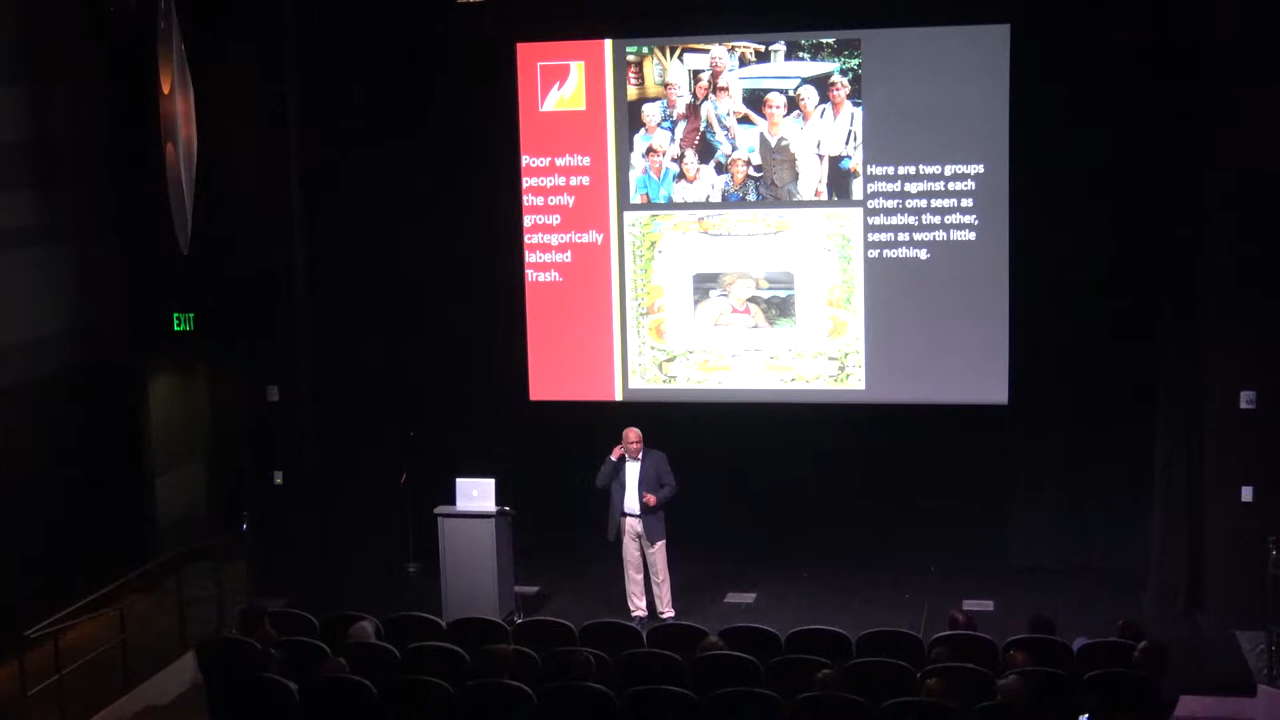 Poor white
people are
the only
group
categorically
labeled
Trash.
Here are two groups
pitted against each
other: one seen as
valuable; the other,
seen as worth little
or nothing.
EXIT